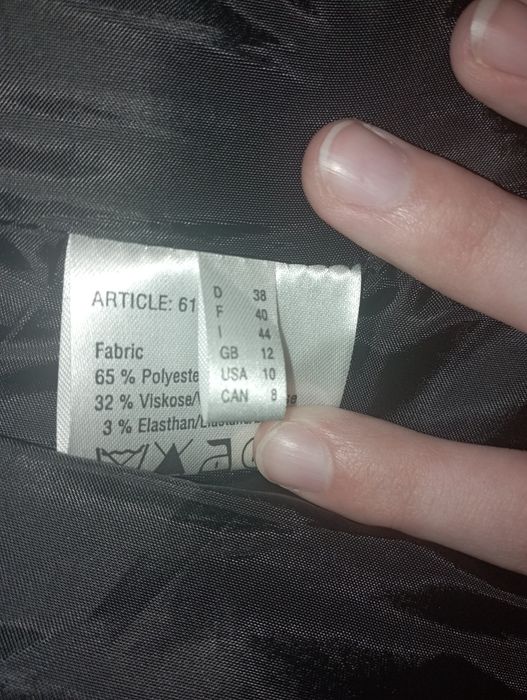 ARTICLE: 61
Fabric
65 % Polyeste
32 % Viskose/V
3 % Elasthan/
D 38
F 40
I 44
GB 12
USA 10
CAN 8